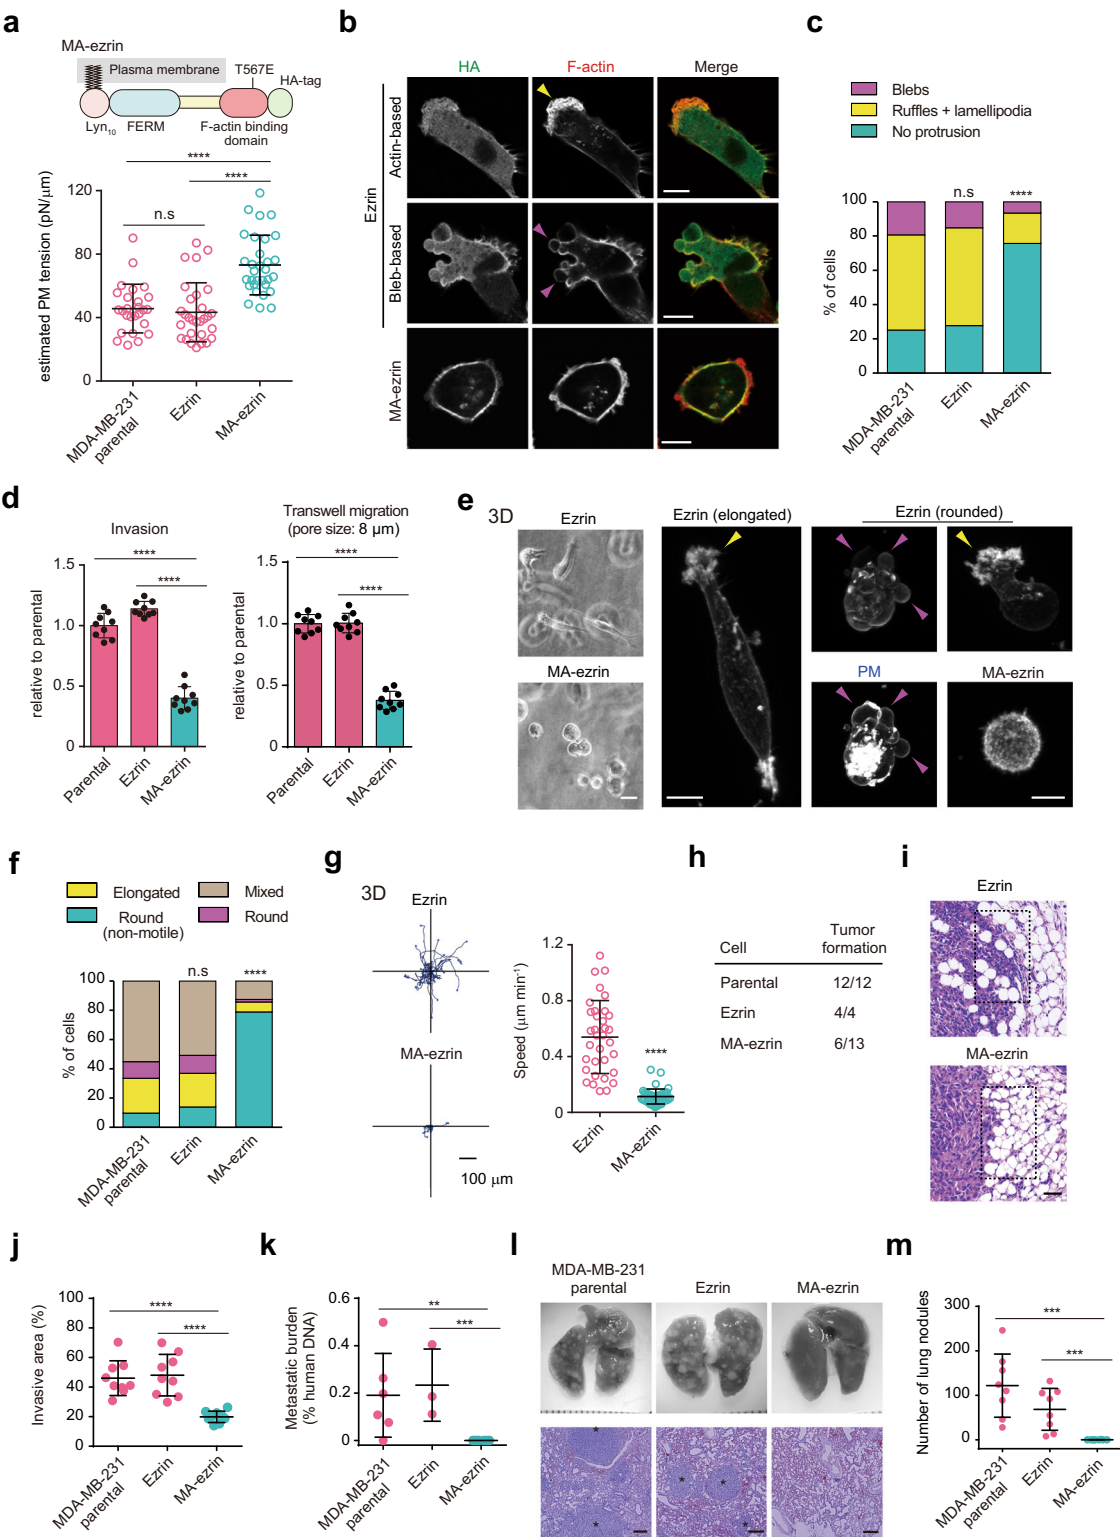 a
MA-ezrin
Plasma membrane
T567E
HA-tag
Lyn10
FERM
F-actin binding
domain
****
****
n.s
estimated PM tension (pN/µm)
120
80
40
0
MDA-MB-231
parental
Ezrin
MA-ezrin
b
HA
F-actin
Merge
Ezrin
Actin-based
Bleb-based
MA-ezrin
c
Blebs
Ruffles + lamellipodia
No protrusion
n.s
****
% of cells
100
80
60
40
20
0
MDA-MB-231
parental
Ezrin
MA-ezrin
d
Invasion
****
****
relative to parental
1.5
1.0
0.5
0
Parental
Ezrin
MA-ezrin
Transwell migration
(pore size: 8 µm)
****
****
relative to parental
1.5
1.0
0.5
0
Parental
Ezrin
MA-ezrin
e
3D
Ezrin
MA-ezrin
Ezrin (elongated)
Ezrin (rounded)
PM
MA-ezrin
f
Elongated
Mixed
Round
(non-motile)
Round
n.s
****
% of cells
100
80
60
40
20
0
MDA-MB-231
parental
Ezrin
MA-ezrin
g
3D
Ezrin
MA-ezrin
100 µm
Speed (µm min⁻¹)
1.2
0.8
0.4
0
****
Ezrin
MA-ezrin
h
Cell
Tumor
formation
Parental 12/12
Ezrin 4/4
MA-ezrin 6/13
i
Ezrin
MA-ezrin
j
Invasive area (%)
100
80
60
40
20
0
****
****
MDA-MB-231
parental
Ezrin
MA-ezrin
k
Metastatic burden
(% human DNA)
0.6
0.4
0.2
0
**
***
MDA-MB-231
parental
Ezrin
MA-ezrin
l
MDA-MB-231
parental
Ezrin
MA-ezrin
*
*
*
*
*
m
Number of lung nodules
300
200
100
0
***
***
MDA-MB-231
parental
Ezrin
MA-ezrin